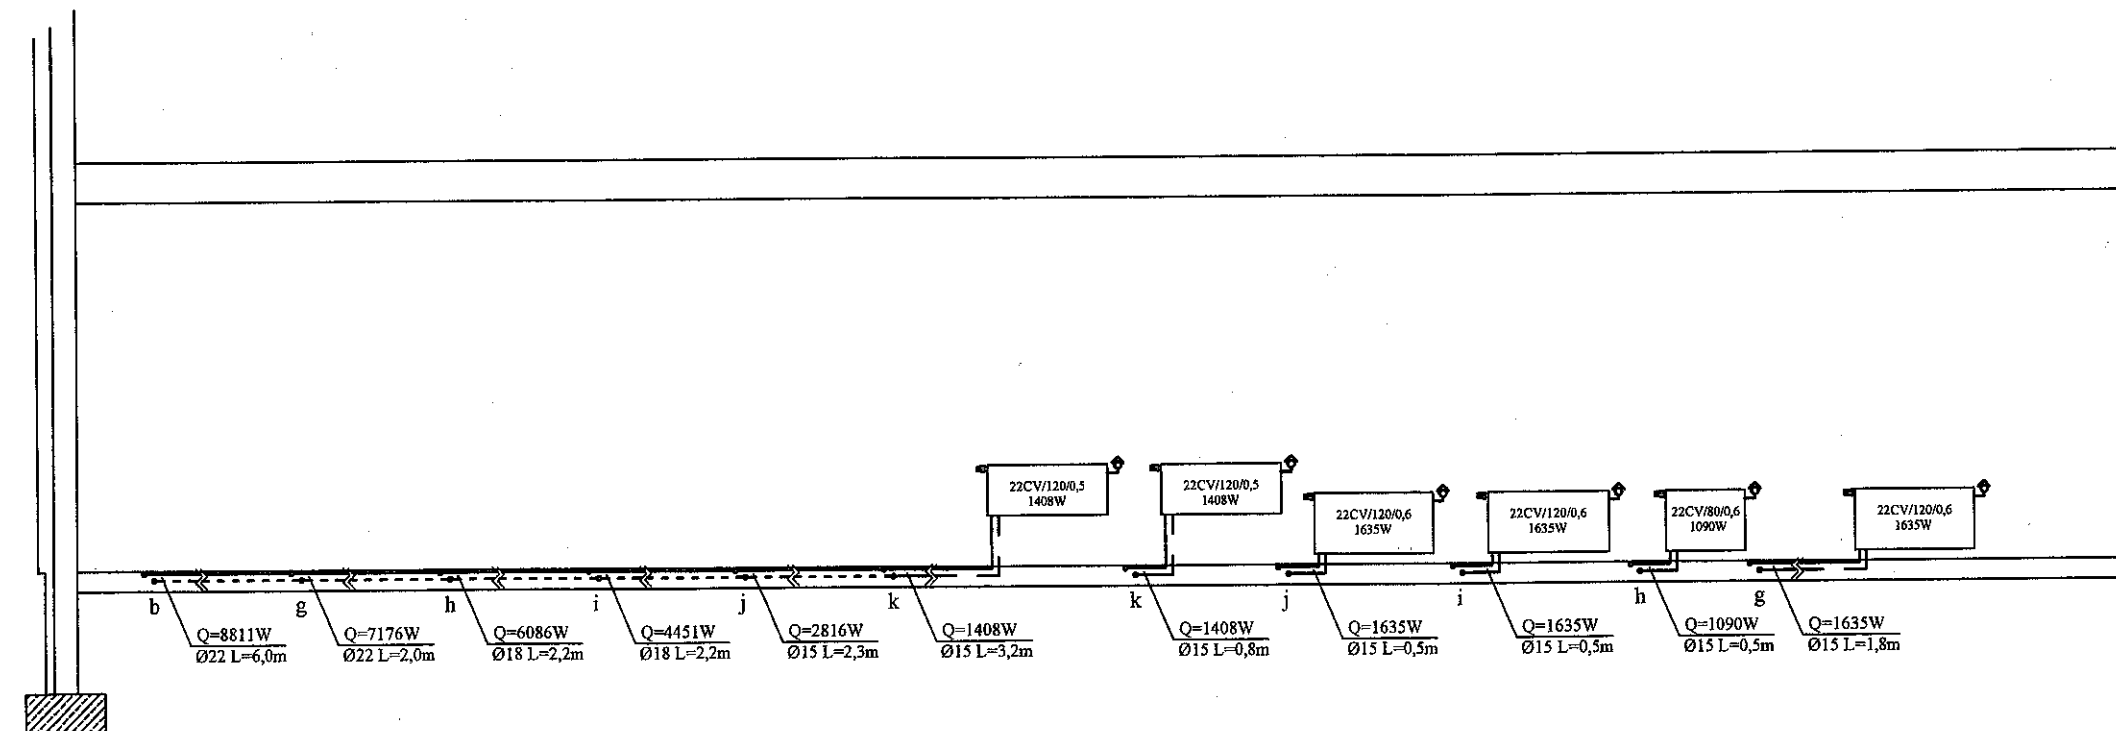 22CV/120/0,5
1408W
22CV/120/0,5
1408W
22CV/120/0,6
1635W
22CV/120/0,6
1635W
22CV/80/0,6
1090W
22CV/120/0,6
1635W
b
g
h
i
j
k
k
j
i
h
g
Q=8811W
Ø22 L=6,0m
Q=7176W
Ø22 L=2,0m
Q=6086W
Ø18 L=2,2m
Q=4451W
Ø18 L=2,2m
Q=2816W
Ø15 L=2,3m
Q=1408W
Ø15 L=3,2m
Q=1408W
Ø15 L=0,8m
Q=1635W
Ø15 L=0,5m
Q=1635W
Ø15 L=0,5m
Q=1090W
Ø15 L=0,5m
Q=1635W
Ø15 L=1,8m